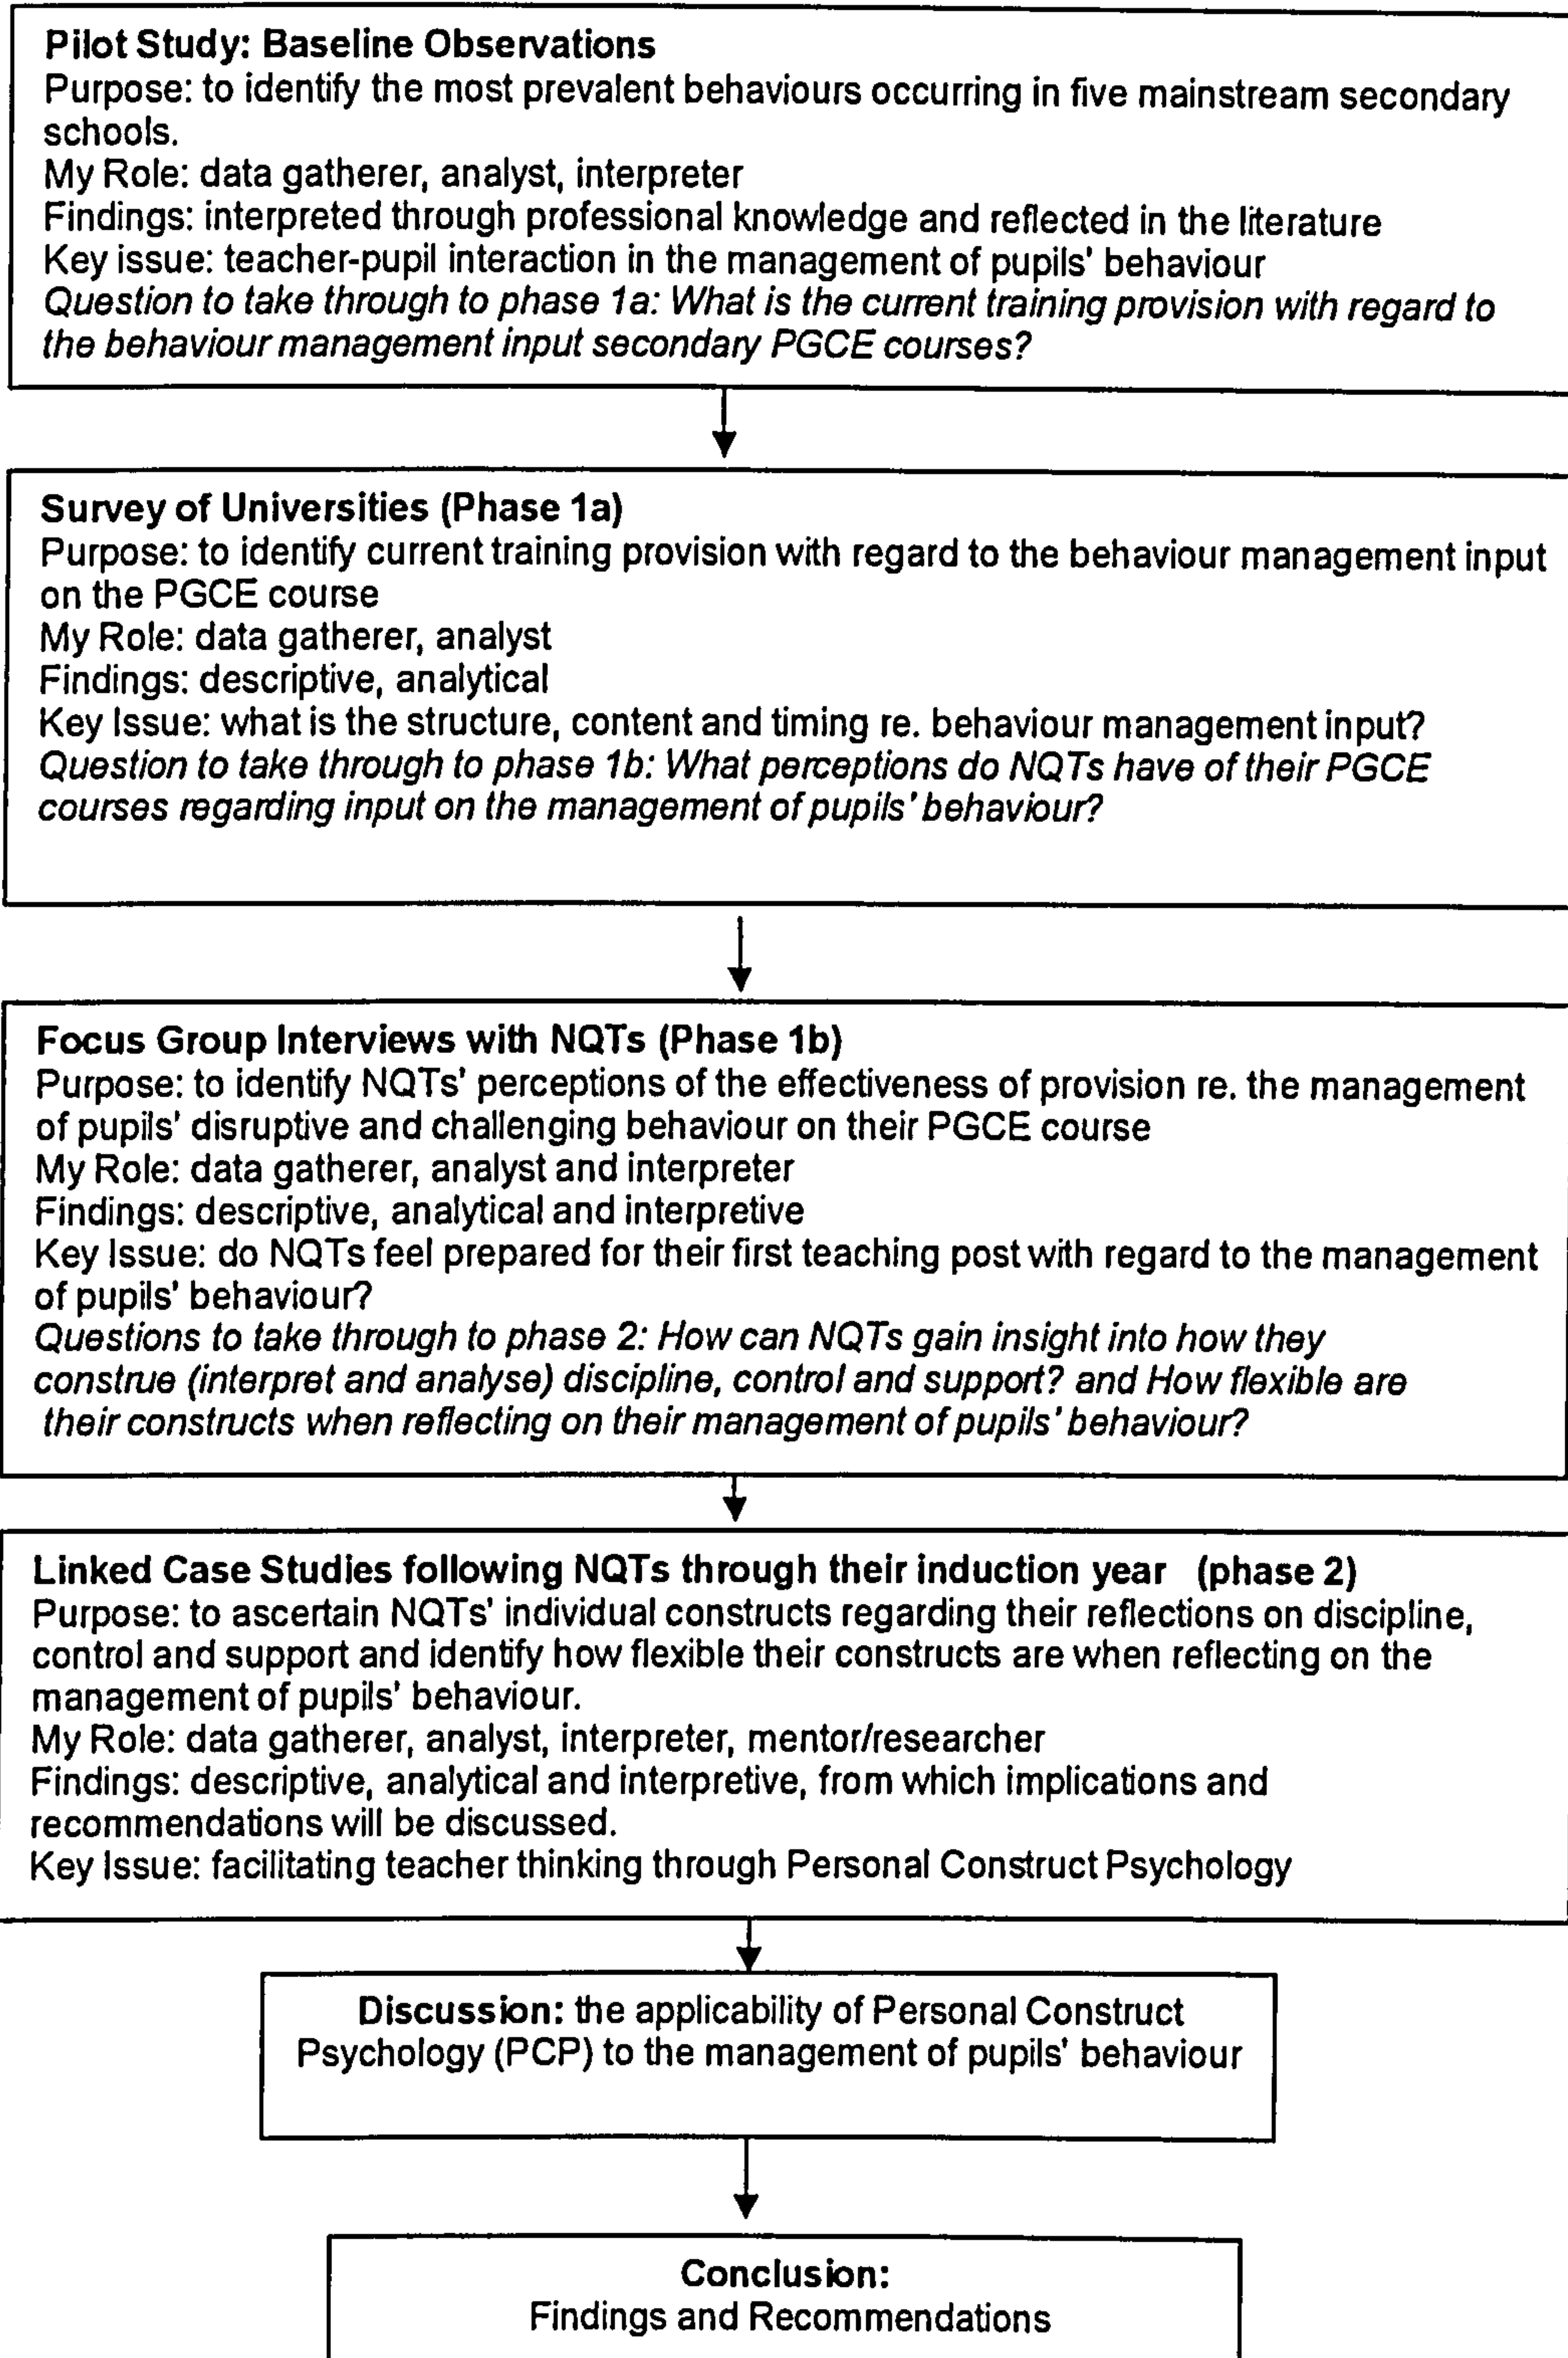 Pilot Study: Baseline Observations
Purpose: to identify the most prevalent behaviours occurring in five mainstream secondary
schools.
My Role: data gatherer, analyst, interpreter
Findings: interpreted through professional knowledge and reflected in the literature
Key issue: teacher-pupil interaction in the management of pupils' behaviour
Question to take through to phase 1a: What is the current training provision with regard to
the behaviour management input secondary PGCE courses?
Survey of Universities (Phase 1a)
Purpose: to identify current training provision with regard to the behaviour management input
on the PGCE course
My Role: data gatherer, analyst
Findings: descriptive, analytical
Key Issue: what is the structure, content and timing re. behaviour management input?
Question to take through to phase 1b: What perceptions do NQTs have of their PGCE
courses regarding input on the management of pupils' behaviour?
Focus Group Interviews with NQTs (Phase 1b)
Purpose: to identify NQTs' perceptions of the effectiveness of provision re. the management
of pupils' disruptive and challenging behaviour on their PGCE course
My Role: data gatherer, analyst and interpreter
Findings: descriptive, analytical and interpretive
Key Issue: do NQTs feel prepared for their first teaching post with regard to the management
of pupils' behaviour?
Questions to take through to phase 2: How can NQTs gain insight into how they
construe (interpret and analyse) discipline, control and support? and How flexible are
their constructs when reflecting on their management of pupils' behaviour?
Linked Case Studies following NQTs through their induction year (phase 2)
Purpose: to ascertain NQTs' individual constructs regarding their reflections on discipline,
control and support and identify how flexible their constructs are when reflecting on the
management of pupils' behaviour.
My Role: data gatherer, analyst, interpreter, mentor/researcher
Findings: descriptive, analytical and interpretive, from which implications and
recommendations will be discussed.
Key Issue: facilitating teacher thinking through Personal Construct Psychology
Discussion: the applicability of Personal Construct
Psychology (PCP) to the management of pupils' behaviour
Conclusion:
Findings and Recommendations